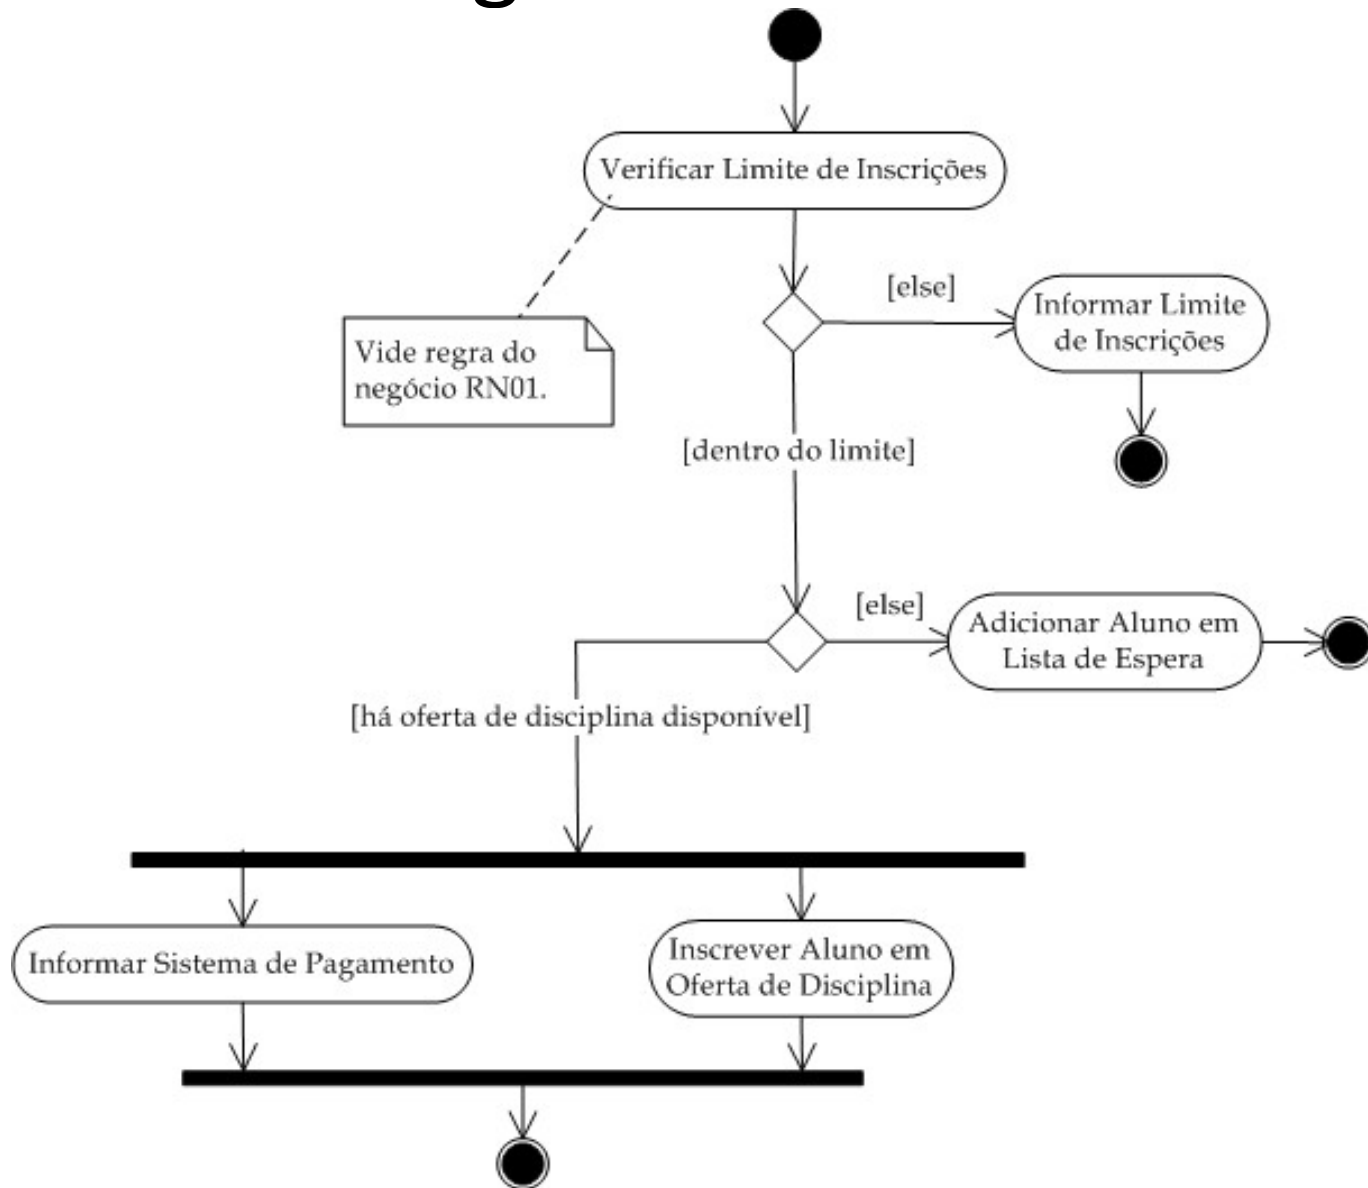 Verificar Limite de Inscrições
[else]
Informar Limite
de Inscrições
Vide regra do
negócio RN01.
[dentro do limite]
[else]
Adicionar Aluno em
Lista de Espera
[há oferta de disciplina disponível]
Informar Sistema de Pagamento
Inscrever Aluno em
Oferta de Disciplina